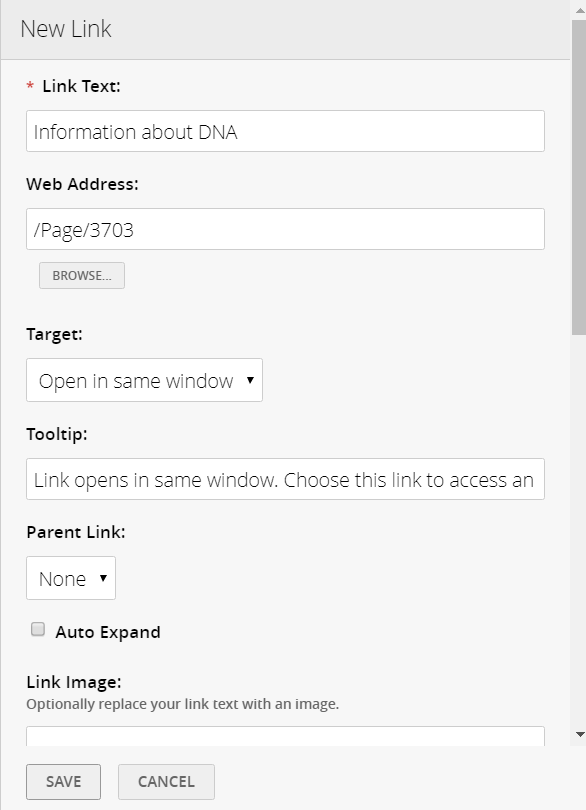 New Link
* Link Text:
Information about DNA
Web Address:
/Page/3703
BROWSE...
Target:
Open in same window
Tooltip:
Link opens in same window. Choose this link to access an
Parent Link:
None
Auto Expand
Link Image:
Optionally replace your link text with an image.
SAVE CANCEL